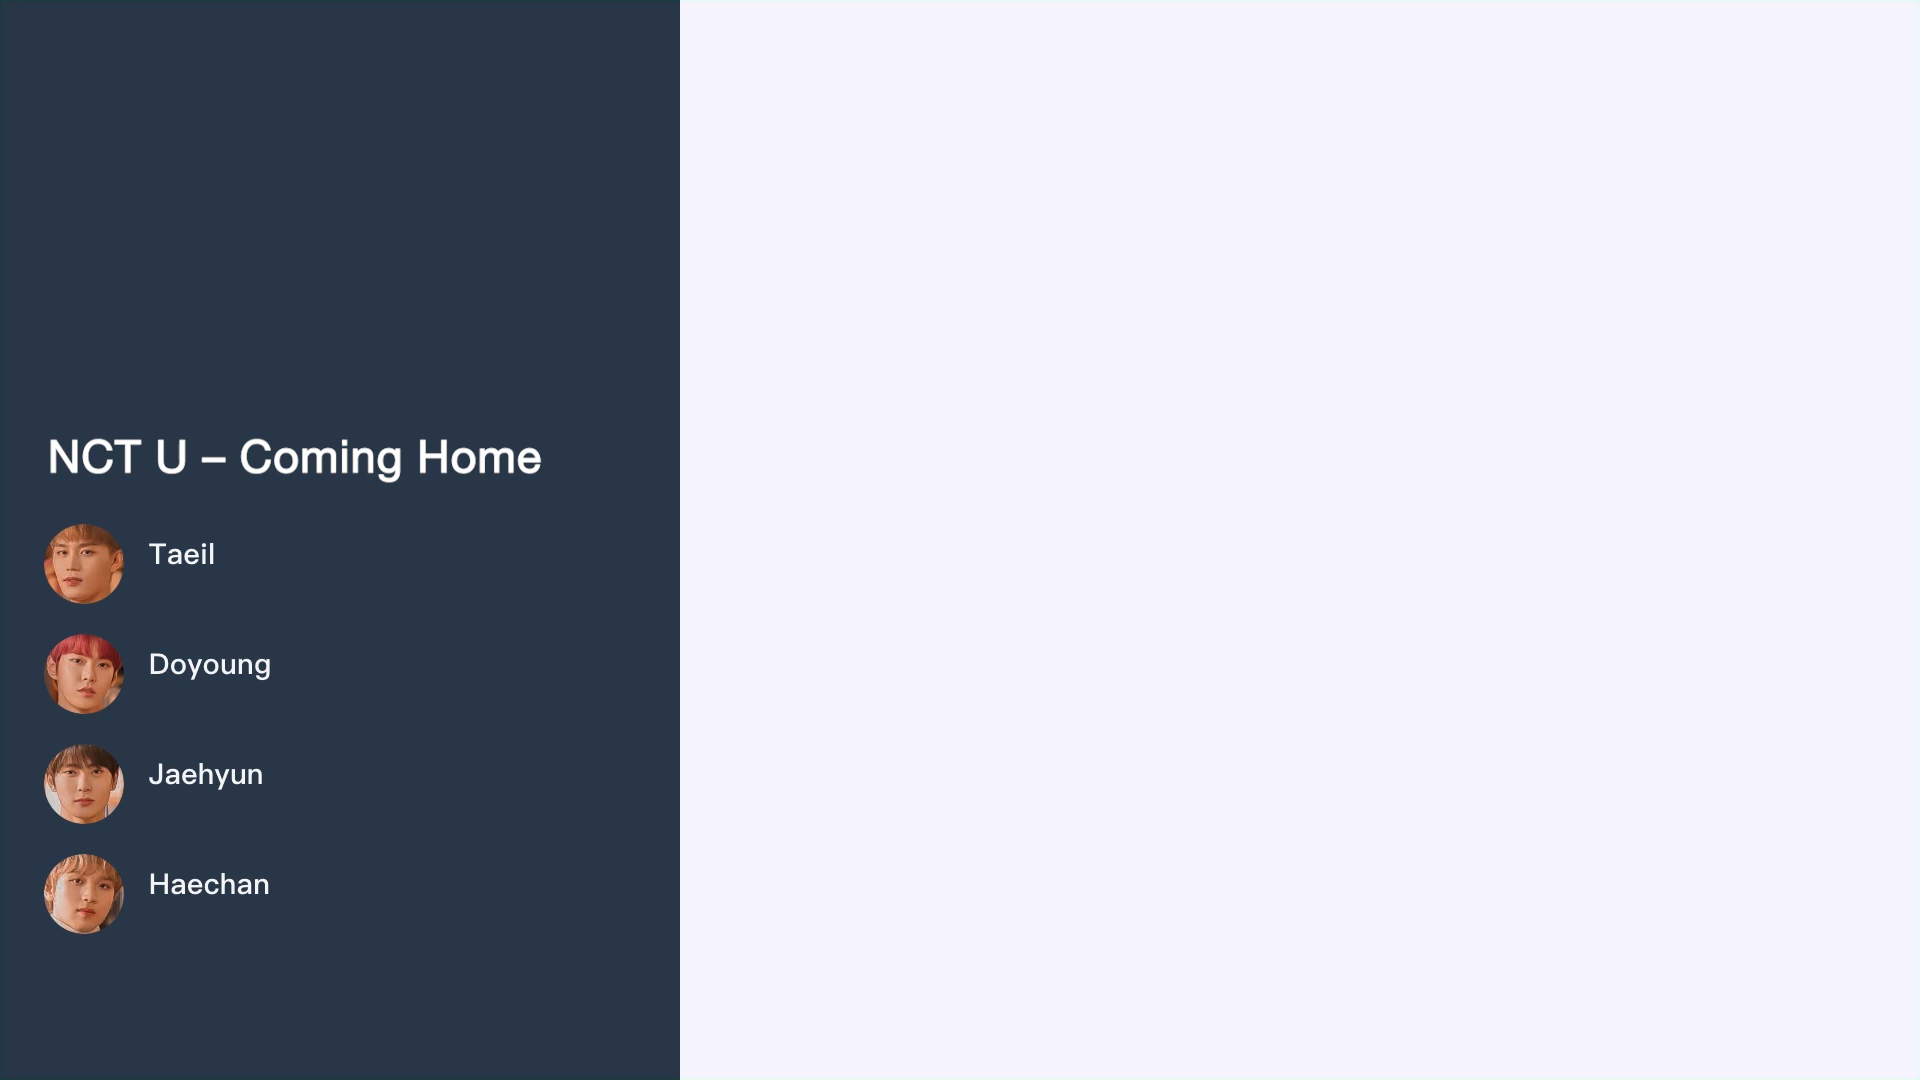 NCT U – Coming Home
Taeil
Doyoung
Jaehyun
Haechan